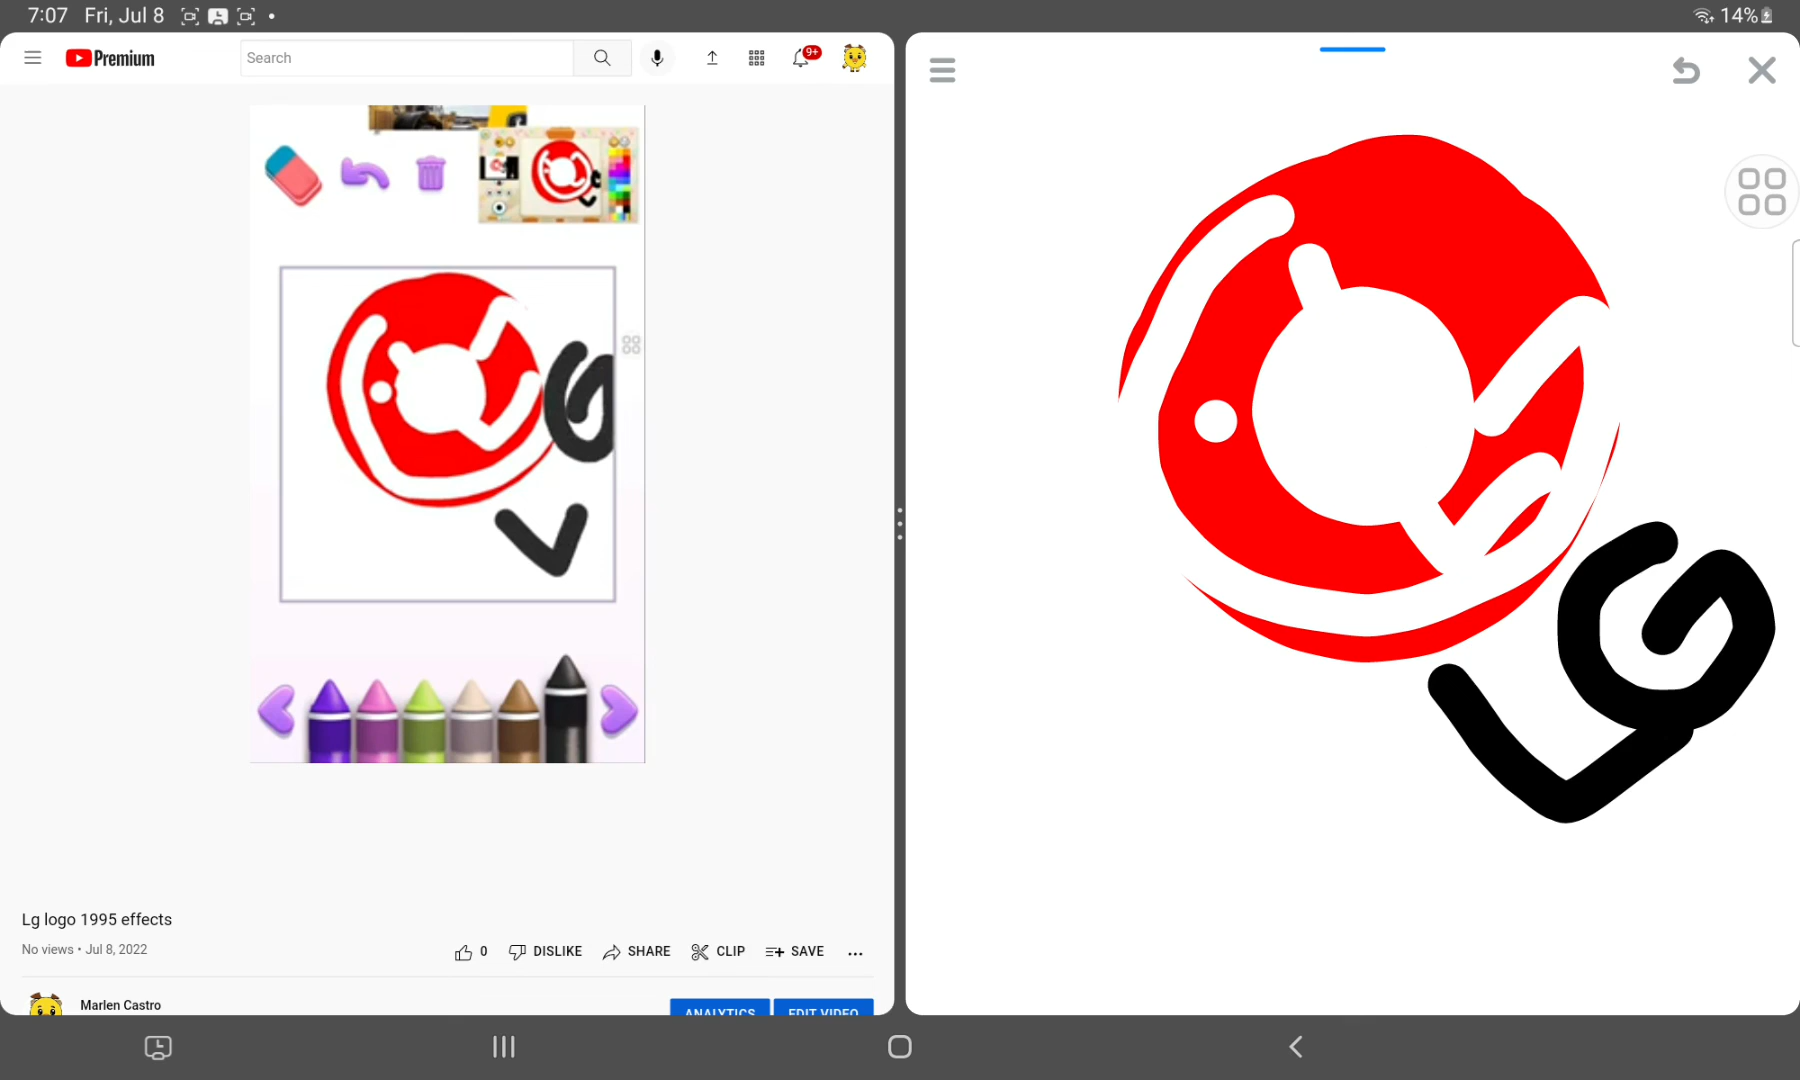 7:07 Fri, Jul 8
14%
Premium
Search
9+
LG
LG
Lg logo 1995 effects
No views • Jul 8, 2022
0 DISLIKE SHARE CLIP SAVE ...
Marlen Castro
ANALYTICS EDIT VIDEO